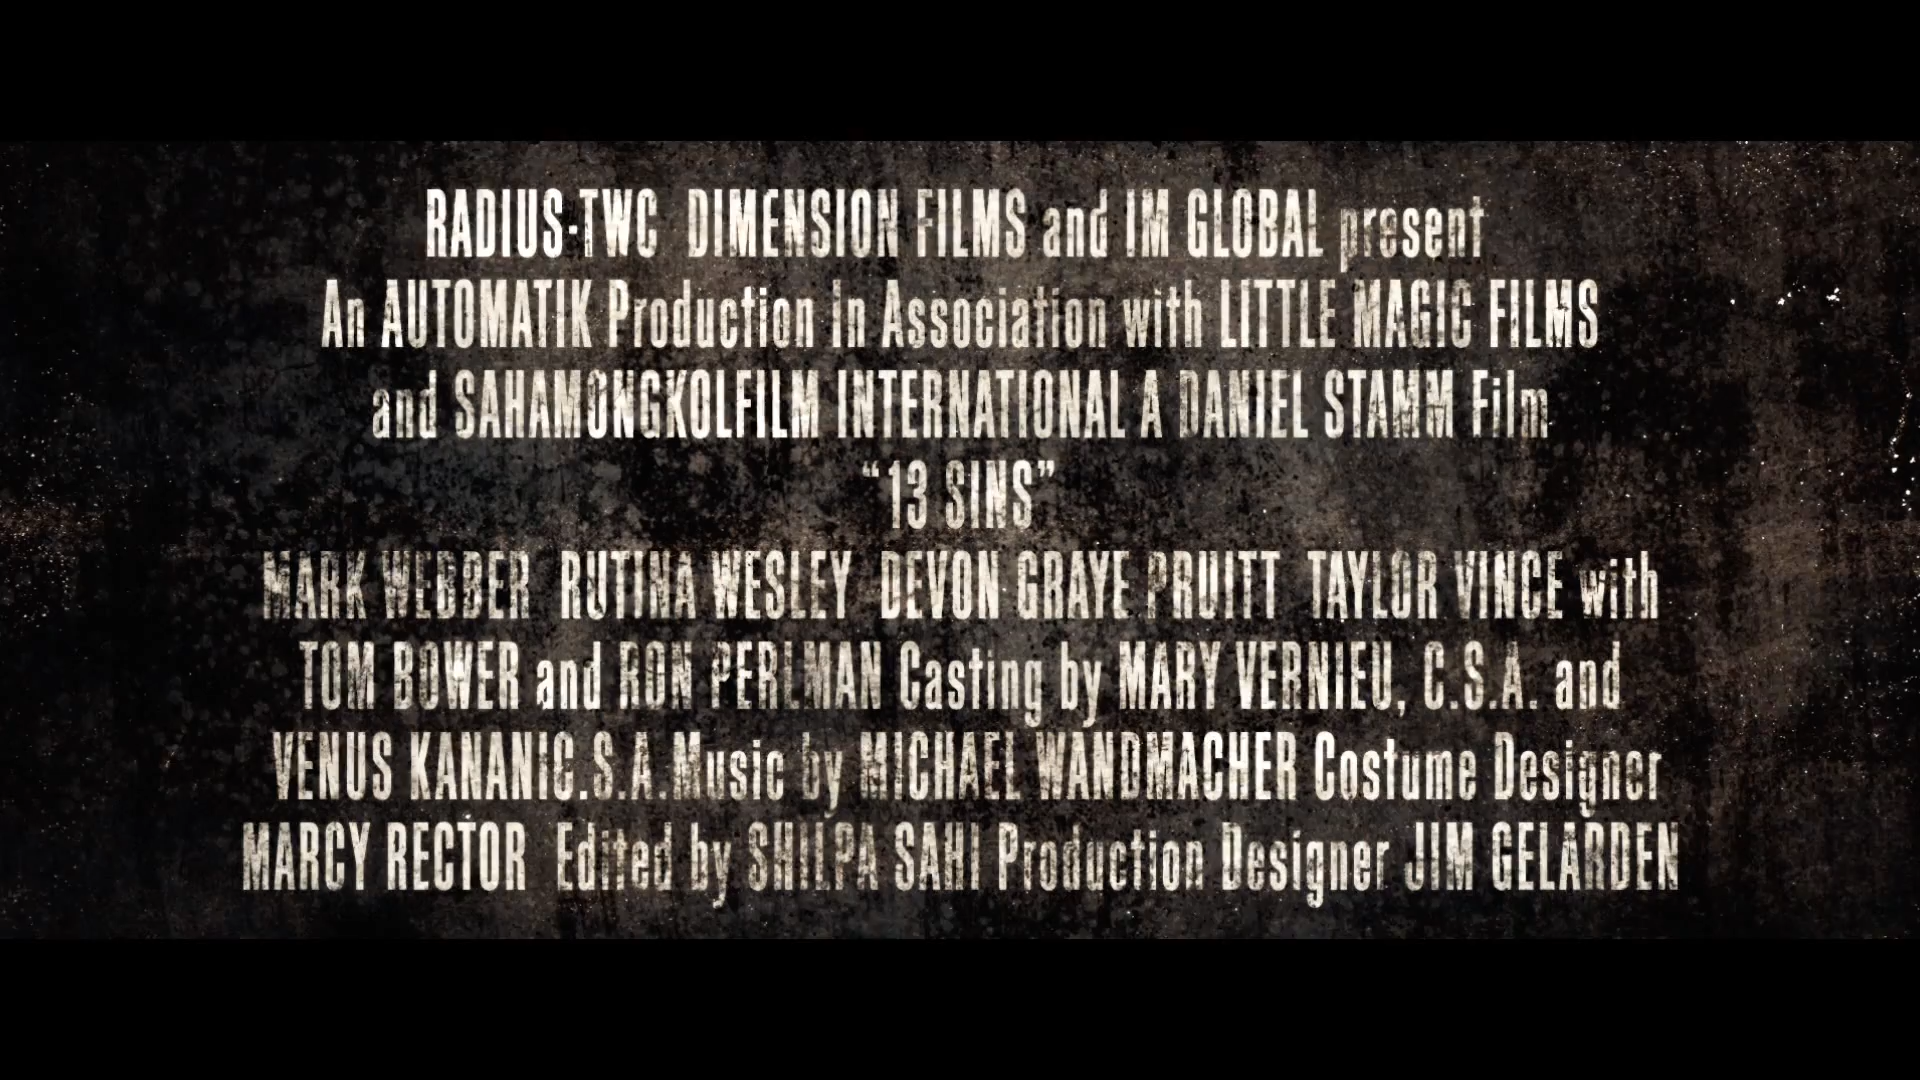 RADIUS-TWC DIMENSION FILMS and IM GLOBAL present
An AUTOMATIK Production In Association with LITTLE MAGIC FILMS
and SAHAMONGKOLFILM INTERNATIONAL A DANIEL STAMM Film
“13 SINS”
MARK WEBBER RUTINA WESLEY DEVON GRAYE PRUITT TAYLOR VINCE with
TOM BOWER and RON PERLMAN Casting by MARY VERNIEU, C.S.A. and
VENUS KANANIC.S.A.Music by MICHAEL WANDMACHER Costume Designer
MARCY RECTOR Edited by SHILPA SAHI Production Designer JIM GELARDEN